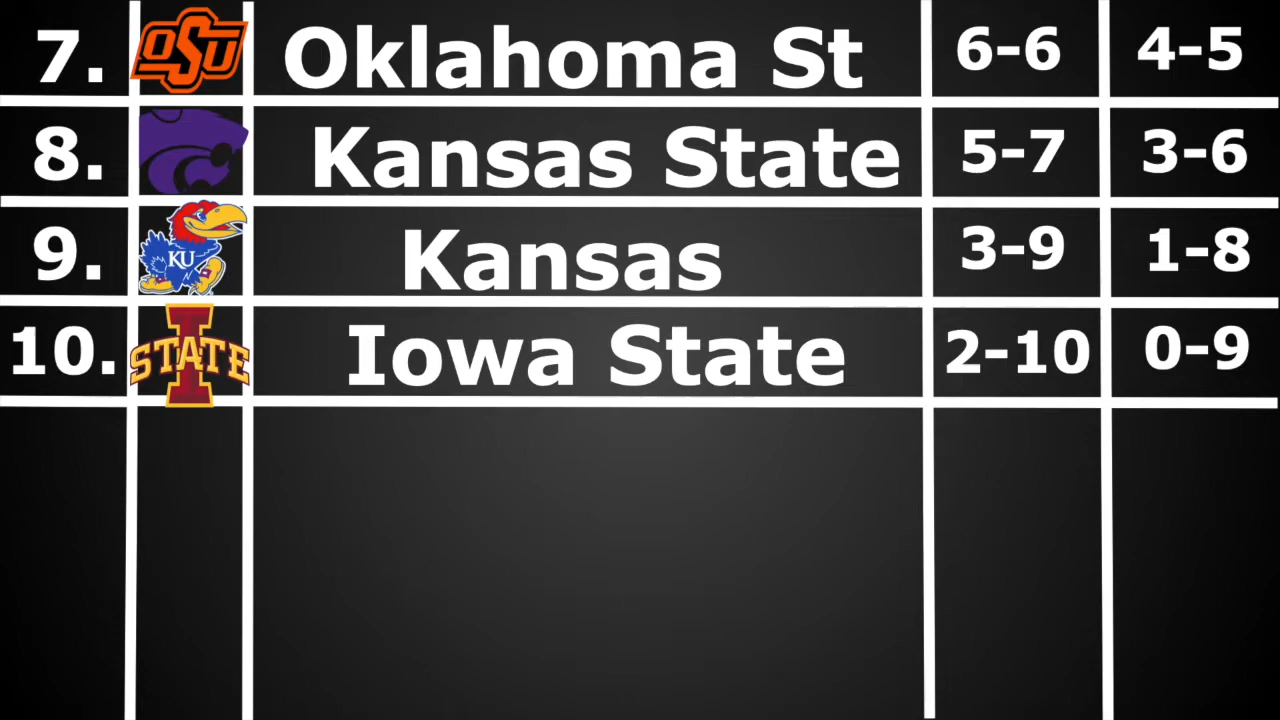 7. OSU Oklahoma St 6-6 4-5
8. Kansas State 5-7 3-6
9. KU Kansas 3-9 1-8
10. I STATE Iowa State 2-10 0-9